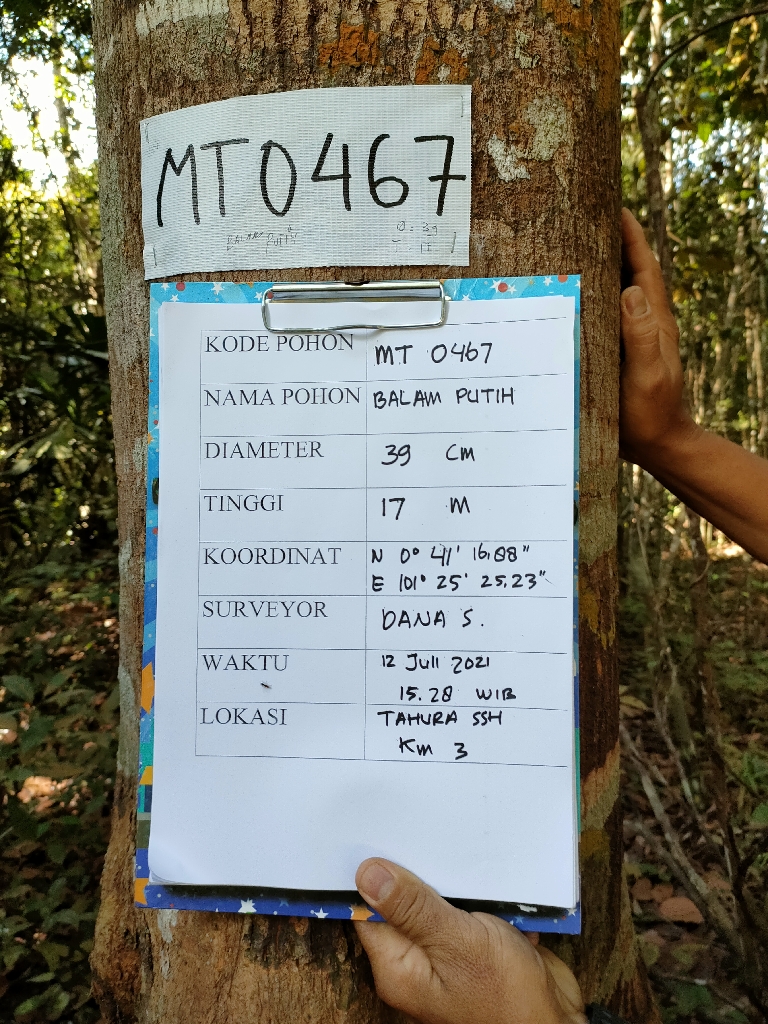 MT0467
BALAM PUTIH
Ø = 39
17
KODE POHON MT 0467
NAMA POHON BALAM PUTIH
DIAMETER 39 CM
TINGGI 17 M
KOORDINAT N 0° 41' 16,88"
E 101° 25' 25,23"
SURVEYOR DANA S.
WAKTU 12 Juli 2021
15.28 WIB
LOKASI TAHURA SSH
Km 3